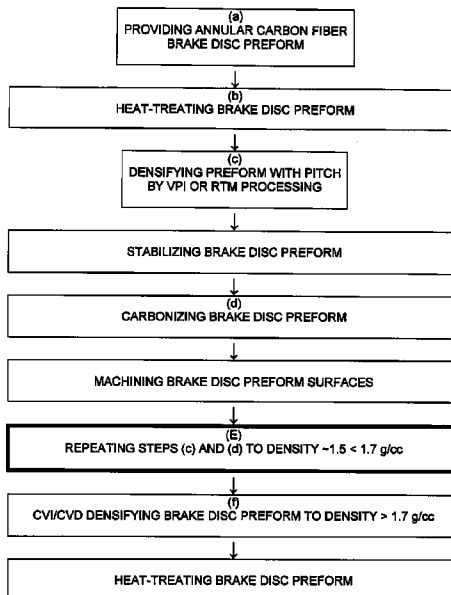 (a)
PROVIDING ANNULAR CARBON FIBER
BRAKE DISC PREFORM
(b)
HEAT-TREATING BRAKE DISC PREFORM
(c)
DENSIFYING PREFORM WITH PITCH
BY VPI OR RTM PROCESSING
STABILIZING BRAKE DISC PREFORM
(d)
CARBONIZING BRAKE DISC PREFORM
MACHINING BRAKE DISC PREFORM SURFACES
(E)
REPEATING STEPS (c) AND (d) TO DENSITY ~1.5 < 1.7 g/cc
(f)
CVI/CVD DENSIFYING BRAKE DISC PREFORM TO DENSITY > 1.7 g/cc
HEAT-TREATING BRAKE DISC PREFORM